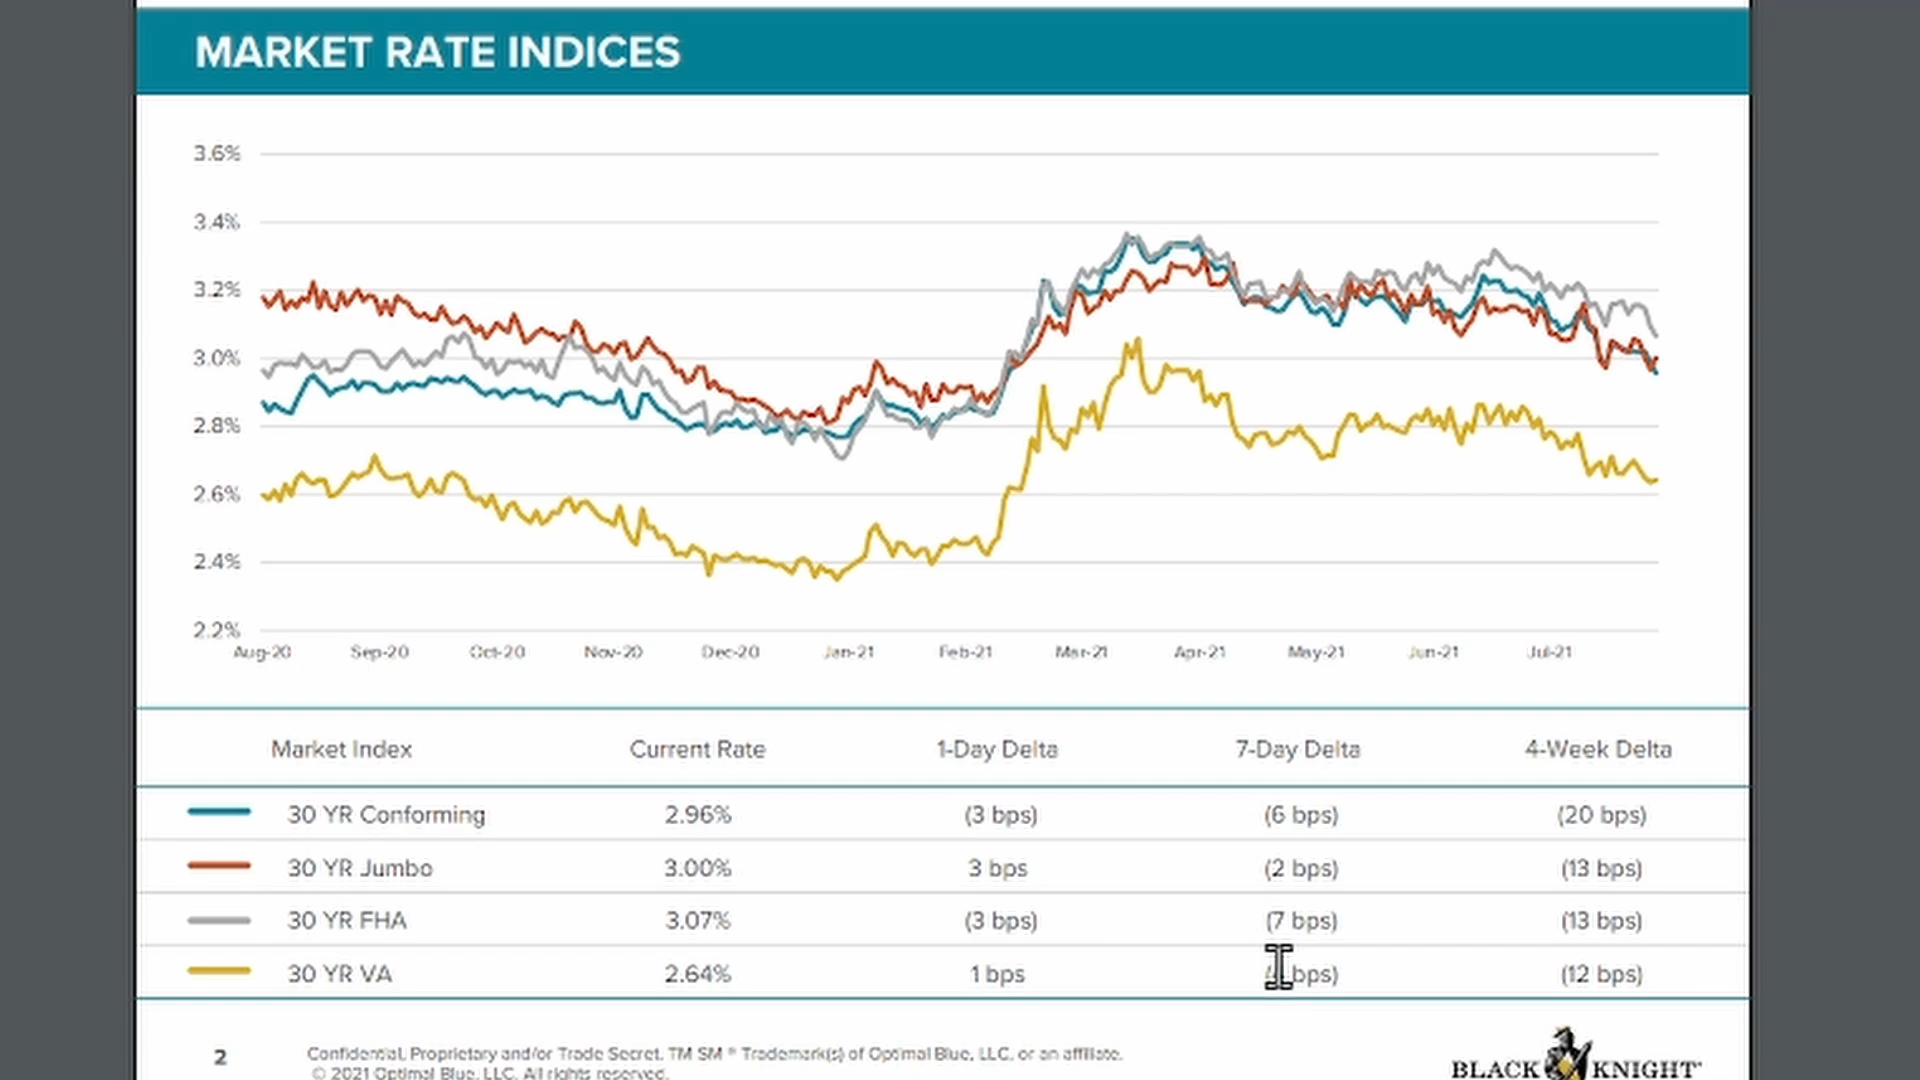 MARKET RATE INDICES
3.6%
3.4%
3.2%
3.0%
2.8%
2.6%
2.4%
2.2%
Aug-20 Sep-20 Oct-20 Nov-20 Dec-20 Jan-21 Feb-21 Mar-21 Apr-21 May-21 Jun-21 Jul-21
Market Index Current Rate 1-Day Delta 7-Day Delta 4-Week Delta
30 YR Conforming 2.96% (3 bps) (6 bps) (20 bps)
30 YR Jumbo 3.00% 3 bps (2 bps) (13 bps)
30 YR FHA 3.07% (3 bps) (7 bps) (13 bps)
30 YR VA 2.64% 1 bps bps) (12 bps)
2 Confidential, Proprietary and/or Trade Secret. TM SM ® Trademark(s) of Optimal Blue, LLC, or an affiliate.
© 2021 Optimal Blue, LLC. All rights reserved.
BLACK KNIGHT